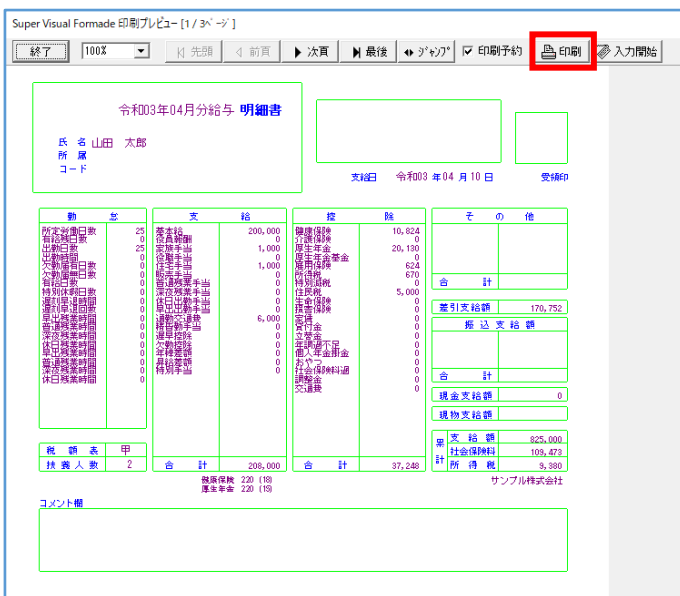 Super Visual Formade 印刷プレビュー [1 / 3ページ]
終了 100% 先頭 前頁 次頁 最後 ジャンプ 印刷予約 印刷 入力開始
令和03年04月分給与 明細書
氏 名 山田 太郎
所 属
コード
支給日 令和03 年 04 月 10 日 受領印
勤 怠
所定労働日数 25
有給残日数 0
出勤日数 25
出勤時間 0
欠勤届有日数 0
欠勤届無日数 0
有給日数 0
特別休暇日数 0
遅刻早退時間 0
遅刻早退回数 0
早出残業時間 0
普通残業時間 0
深夜残業時間 0
休日残業時間 0
早出残業時間 0
普通残業時間 0
深夜残業時間 0
休日残業時間 0
税 額 表 甲
扶 養 人 数 2
支 給
基本給 200,000
役員報酬 0
家族手当 1,000
役職手当 0
住宅手当 1,000
販売手当 0
普通残業手当 0
深夜残業手当 0
休日出勤手当 0
早出出勤手当 0
通勤交通費 6,000
精皆勤手当 0
遅早控除 0
欠勤控除 0
年棒差額 0
昇給差額 0
特別手当 0
合 計 208,000
控 除
健康保険 10,824
介護保険 0
厚生年金 20,130
厚生年金基金 0
雇用保険 624
所得税 670
特別減税 0
住民税 5,000
生命保険 0
損害保険 0
家賃 0
貸付金 0
立替金 0
年調過不足 0
個人年金掛金 0
おやつ 0
社会保険料過 0
調整金 0
交通費 0
合 計 37,248
そ の 他
合 計
差引支給額 170,752
振 込 支 給 額
合 計
現金支給額 0
現物支給額
累計
支 給 額 825,000
社会保険料 109,473
所 得 税 9,380
健康保険 220 (18)
厚生年金 220 (15)
サンプル株式会社
コメント欄